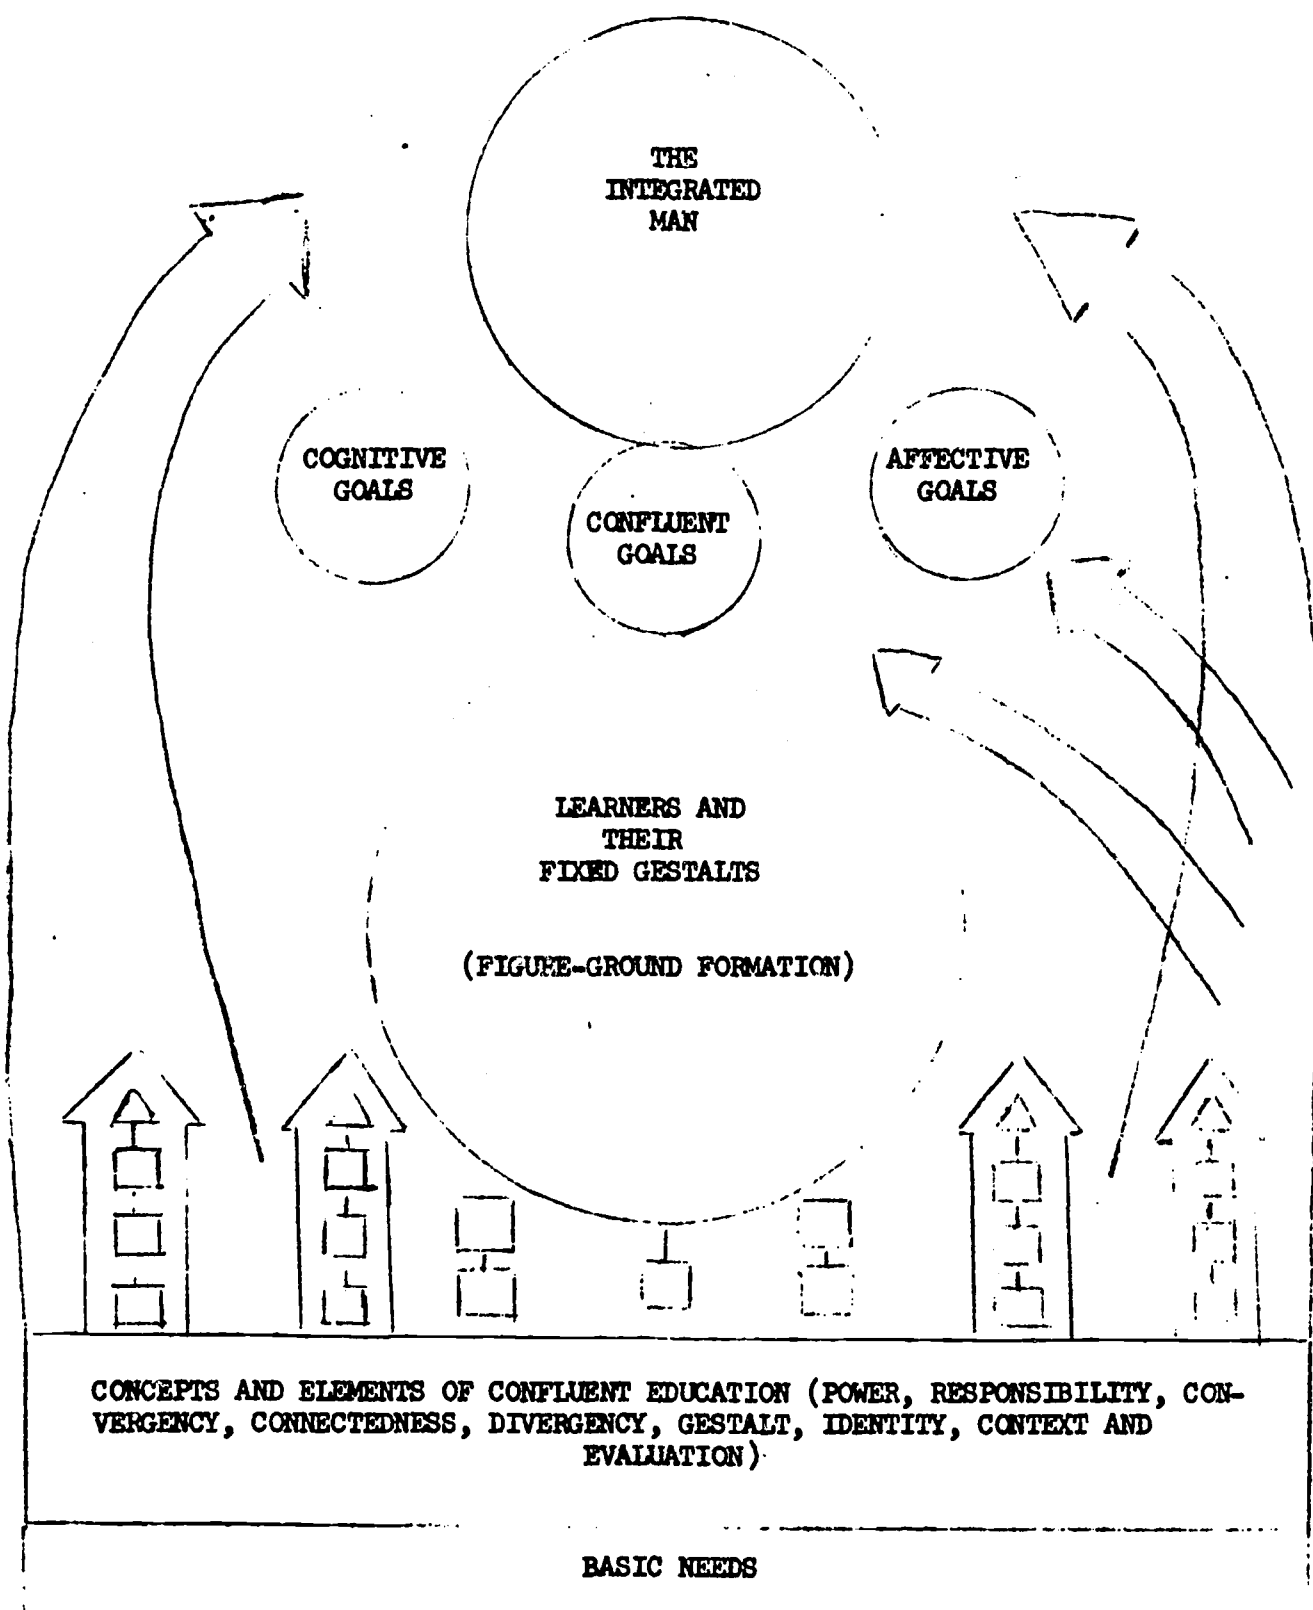 THE
INTEGRATED
MAN
COGNITIVE
GOALS
CONFLUENT
GOALS
AFFECTIVE
GOALS
LEARNERS AND
THEIR
FIXED GESTALTS
(FIGURE-GROUND FORMATION)
CONCEPTS AND ELEMENTS OF CONFLUENT EDUCATION (POWER, RESPONSIBILITY, CON-
VERGENCY, CONNECTEDNESS, DIVERGENCY, GESTALT, IDENTITY, CONTEXT AND
EVALUATION)
BASIC NEEDS